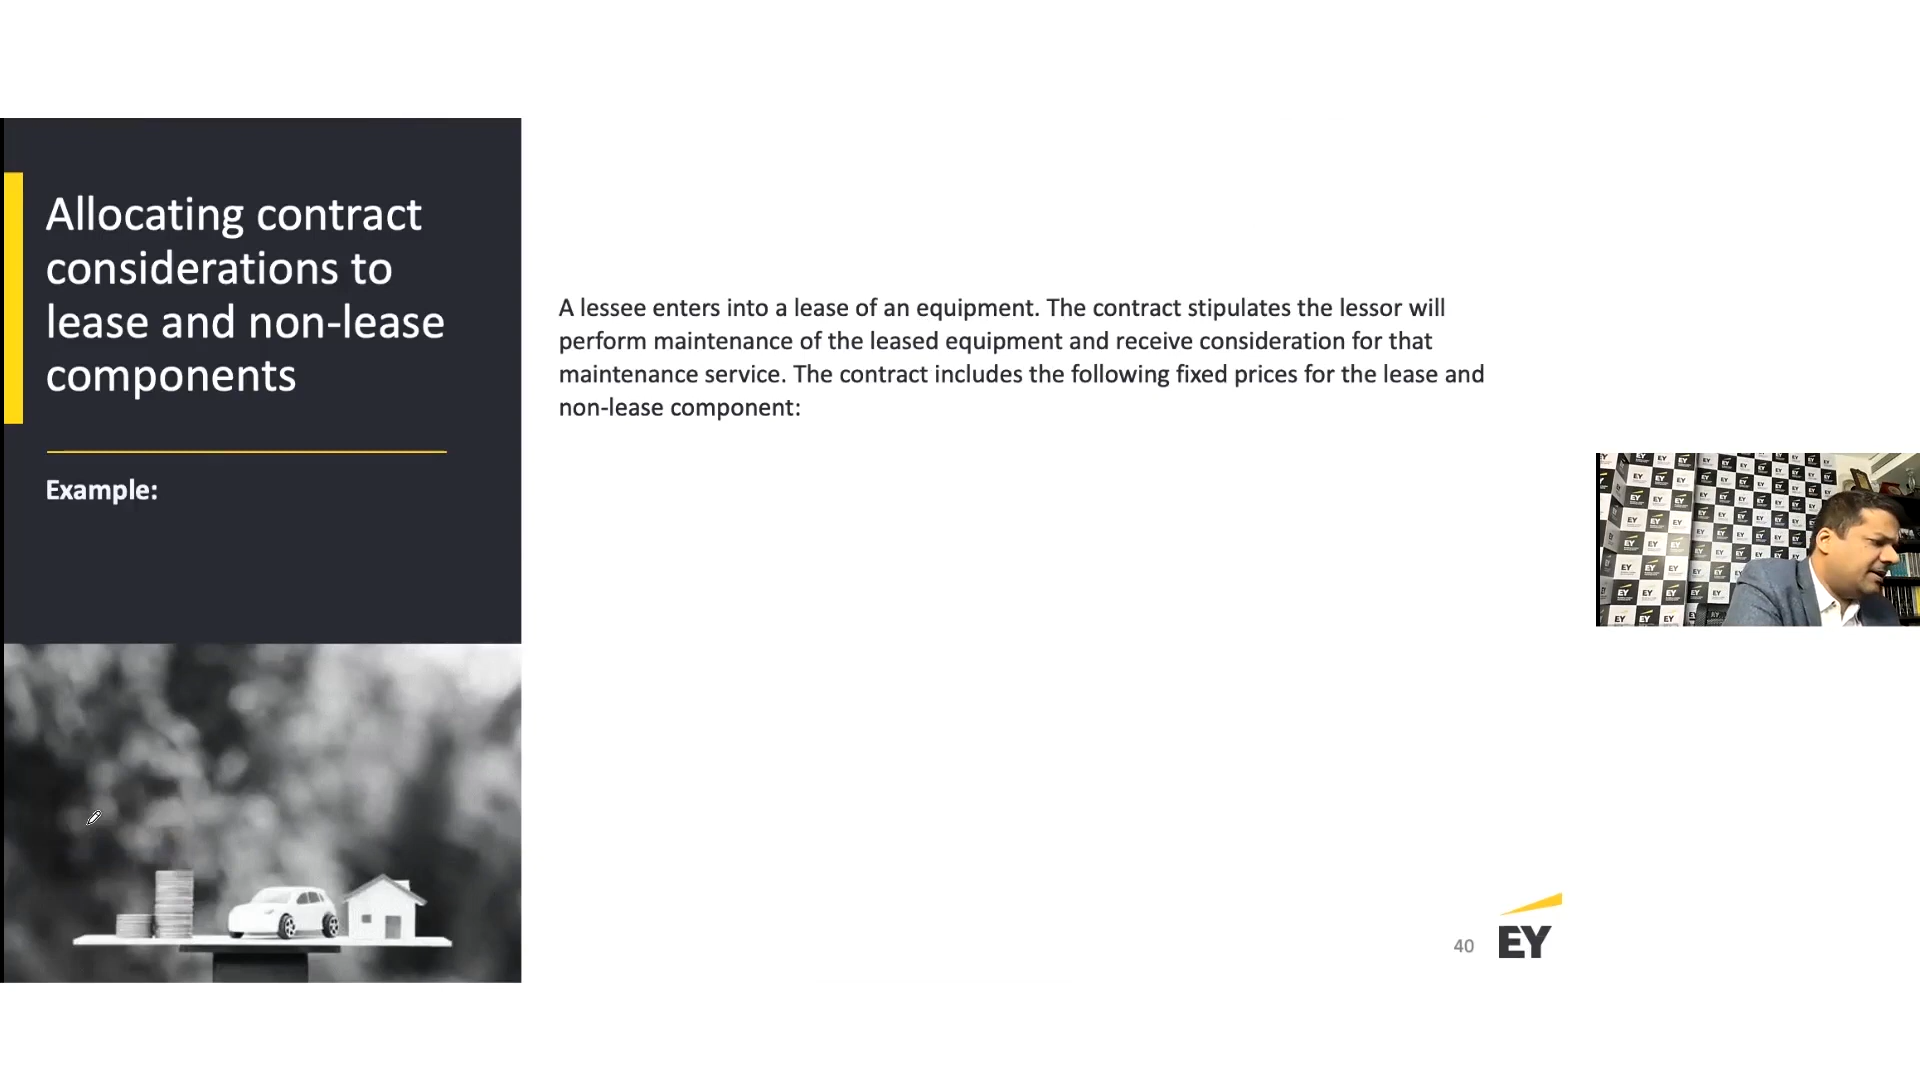 Allocating contract
considerations to
lease and non-lease
components
Example:
A lessee enters into a lease of an equipment. The contract stipulates the lessor will
perform maintenance of the leased equipment and receive consideration for that
maintenance service. The contract includes the following fixed prices for the lease and
non-lease component:
40
EY